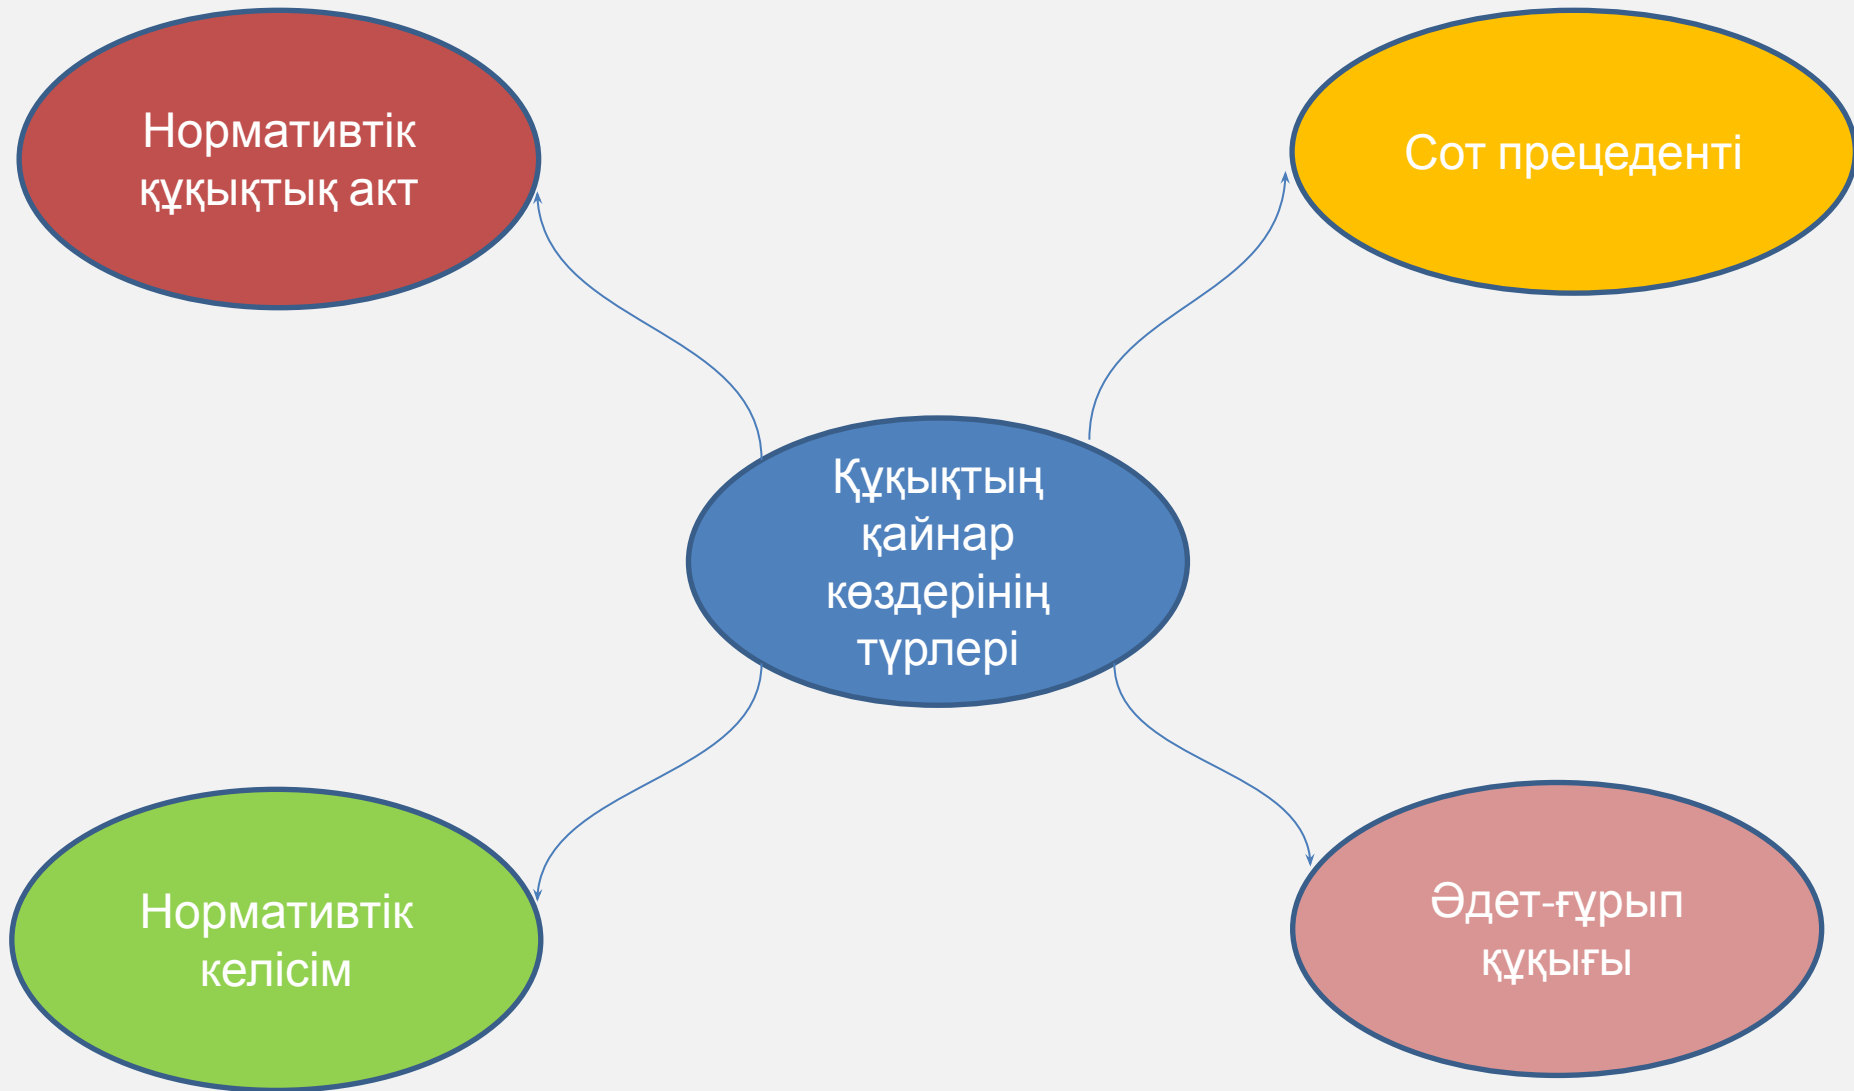 Нормативтік
құқықтық акт
Сот прецеденті
Құқықтың
қайнар
көздерінің
түрлері
Нормативтік
келісім
Әдет-ғұрып
құқығы